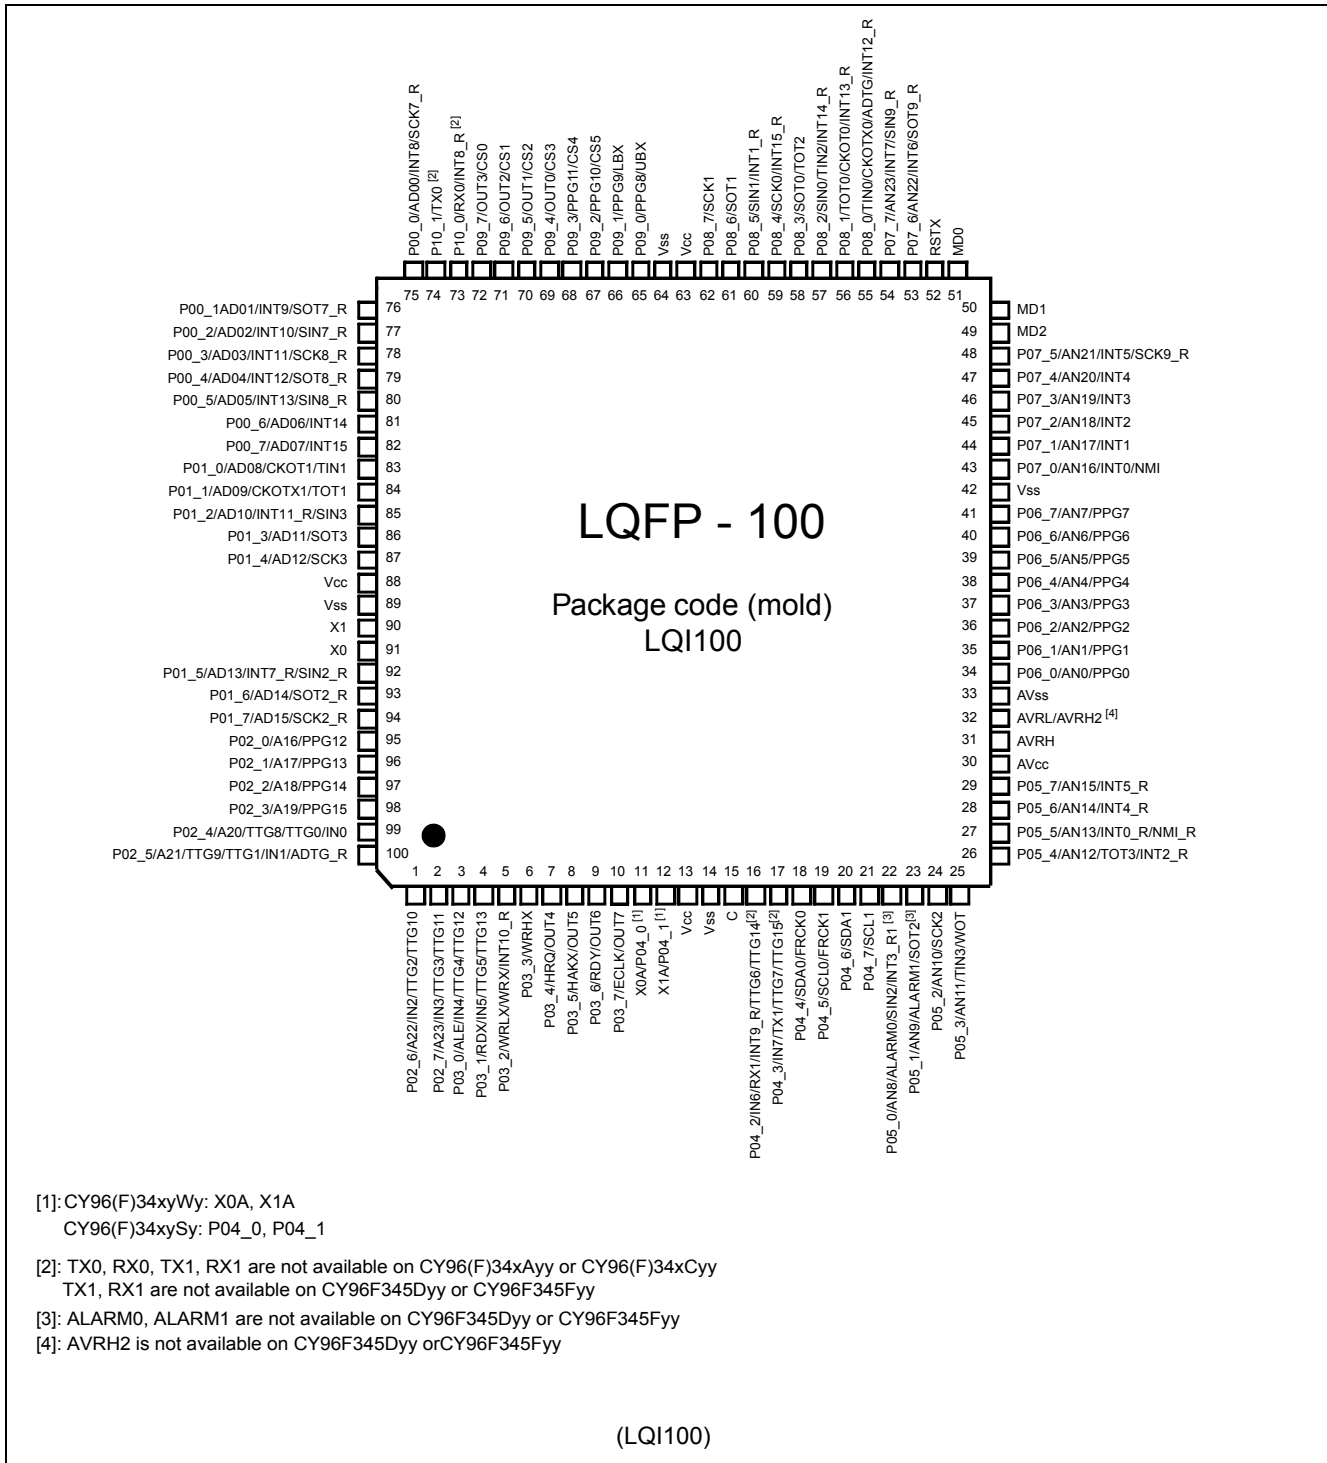 P00_0/AD00/INT8/SCK7_R
P10_1/TX0 [2]
P10_0/RX0/INT8_R [2]
P09_7/OUT3/CS0
P09_6/OUT2/CS1
P09_5/OUT1/CS2
P09_4/OUT0/CS3
P09_3/PPG11/CS4
P09_2/PPG10/CS5
P09_1/PPG9/LBX
P09_0/PPG8/UBX
Vss
Vcc
P08_7/SCK1
P08_6/SOT1
P08_5/SIN1/INT1_R
P08_4/SCK0/INT15_R
P08_3/SOT0/TOT2
P08_2/SIN0/TIN2/INT14_R
P08_1/TOT0/CKOT0/INT13_R
P08_0/TIN0/CKOTX0/ADTG/INT12_R
P07_7/AN23/INT7/SIN9_R
P07_6/AN22/INT6/SOT9_R
RSTX
MD0
75 74 73 72 71 70 69 68 67 66 65 64 63 62 61 60 59 58 57 56 55 54 53 52 51
P00_1AD01/INT9/SOT7_R 76
P00_2/AD02/INT10/SIN7_R 77
P00_3/AD03/INT11/SCK8_R 78
P00_4/AD04/INT12/SOT8_R 79
P00_5/AD05/INT13/SIN8_R 80
P00_6/AD06/INT14 81
P00_7/AD07/INT15 82
P01_0/AD08/CKOT1/TIN1 83
P01_1/AD09/CKOTX1/TOT1 84
P01_2/AD10/INT11_R/SIN3 85
P01_3/AD11/SOT3 86
P01_4/AD12/SCK3 87
Vcc 88
Vss 89
X1 90
X0 91
P01_5/AD13/INT7_R/SIN2_R 92
P01_6/AD14/SOT2_R 93
P01_7/AD15/SCK2_R 94
P02_0/A16/PPG12 95
P02_1/A17/PPG13 96
P02_2/A18/PPG14 97
P02_3/A19/PPG15 98
P02_4/A20/TTG8/TTG0/IN0 99
P02_5/A21/TTG9/TTG1/IN1/ADTG_R 100
LQFP - 100
Package code (mold)
LQI100
50 MD1
49 MD2
48 P07_5/AN21/INT5/SCK9_R
47 P07_4/AN20/INT4
46 P07_3/AN19/INT3
45 P07_2/AN18/INT2
44 P07_1/AN17/INT1
43 P07_0/AN16/INT0/NMI
42 Vss
41 P06_7/AN7/PPG7
40 P06_6/AN6/PPG6
39 P06_5/AN5/PPG5
38 P06_4/AN4/PPG4
37 P06_3/AN3/PPG3
36 P06_2/AN2/PPG2
35 P06_1/AN1/PPG1
34 P06_0/AN0/PPG0
33 AVss
32 AVRL/AVRH2 [4]
31 AVRH
30 AVcc
29 P05_7/AN15/INT5_R
28 P05_6/AN14/INT4_R
27 P05_5/AN13/INT0_R/NMI_R
26 P05_4/AN12/TOT3/INT2_R
1 2 3 4 5 6 7 8 9 10 11 12 13 14 15 16 17 18 19 20 21 22 23 24 25
P02_6/A22/IN2/TTG2/TTG10
P02_7/A23/IN3/TTG3/TTG11
P03_0/ALE/IN4/TTG4/TTG12
P03_1/RDX/IN5/TTG5/TTG13
P03_2/WRLX/WRX/INT10_R
P03_3/WRHX
P03_4/HRQ/OUT4
P03_5/HAKX/OUT5
P03_6/RDY/OUT6
P03_7/ECLK/OUT7
X0A/P04_0 [1]
X1A/P04_1 [1]
Vcc
Vss
C
P04_2/IN6/RX1/INT9_R/TTG6/TTG14[2]
P04_3/IN7/TX1/TTG7/TTG15[2]
P04_4/SDA0/FRCK0
P04_5/SCL0/FRCK1
P04_6/SDA1
P04_7/SCL1
P05_0/AN8/ALARM0/SIN2/INT3_R1 [3]
P05_1/AN9/ALARM1/SOT2[3]
P05_2/AN10/SCK2
P05_3/AN11/TIN3/WOT
[1]: CY96(F)34xyWy: X0A, X1A
CY96(F)34xySy: P04_0, P04_1
[2]: TX0, RX0, TX1, RX1 are not available on CY96(F)34xAyy or CY96(F)34xCyy
TX1, RX1 are not available on CY96F345Dyy or CY96F345Fyy
[3]: ALARM0, ALARM1 are not available on CY96F345Dyy or CY96F345Fyy
[4]: AVRH2 is not available on CY96F345Dyy orCY96F345Fyy
(LQI100)